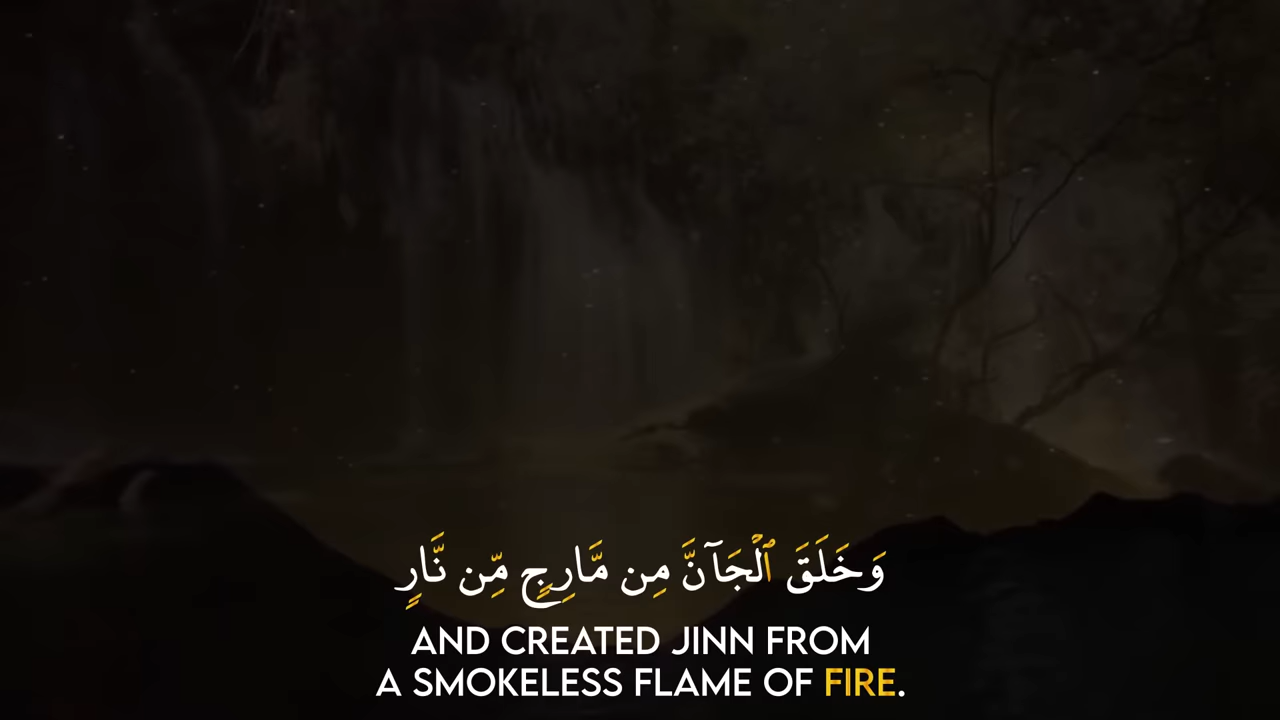 وَخَلَقَ ٱلْجَآنَّ مِن مَّارِجٍ مِّن نَّارٍ
AND CREATED JINN FROM
A SMOKELESS FLAME OF FIRE.